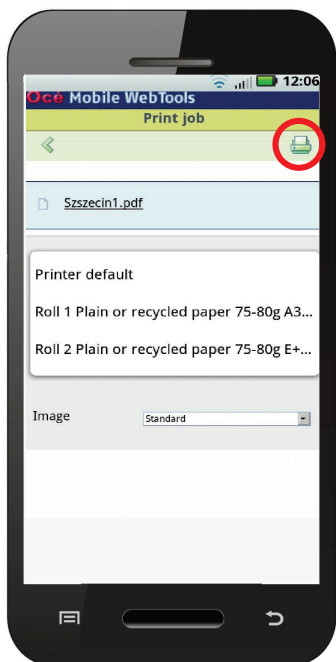 12:06
Océ Mobile WebTools
Print job
Szszecin1.pdf
Printer default
Roll 1 Plain or recycled paper 75-80g A3...
Roll 2 Plain or recycled paper 75-80g E+...
Image Standard